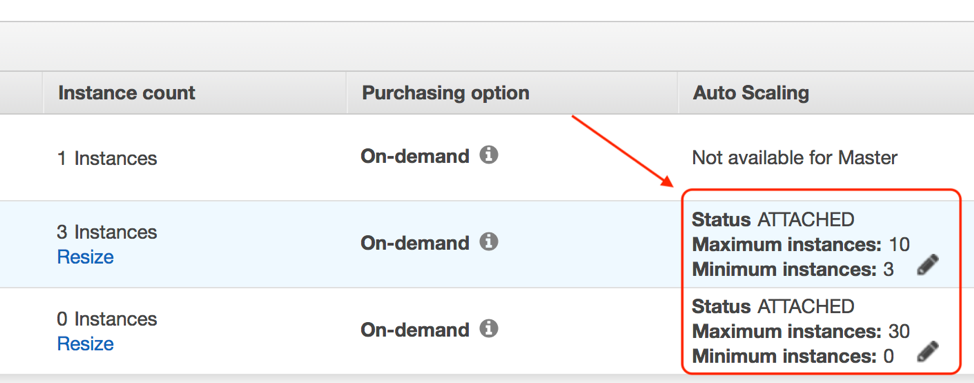 Instance count Purchasing option Auto Scaling
1 Instances On-demand Not available for Master
3 Instances
Resize
On-demand
Status ATTACHED
Maximum instances: 10
Minimum instances: 3
0 Instances
Resize
On-demand
Status ATTACHED
Maximum instances: 30
Minimum instances: 0